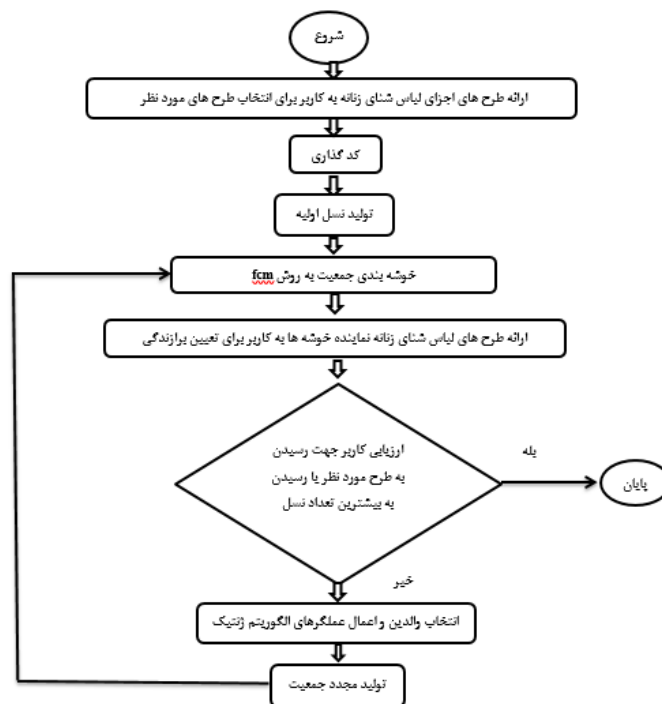 شروع
ارائه طرح های اجزای لباس شنای زنانه به کاربر برای انتخاب طرح های مورد نظر
کد گذاری
تولید نسل اولیه
خوشه بندی جمعیت به روش fcm
ارائه طرح های لباس شنای زنانه نماینده خوشه ها به کاربر برای تعیین برازندگی
ارزیابی کاربر جهت رسیدن
به طرح مورد نظر یا رسیدن
به بیشترین تعداد نسل
بله
پایان
خیر
انتخاب والدین و اعمال عملگرهای الگوریتم ژنتیک
تولید مجدد جمعیت